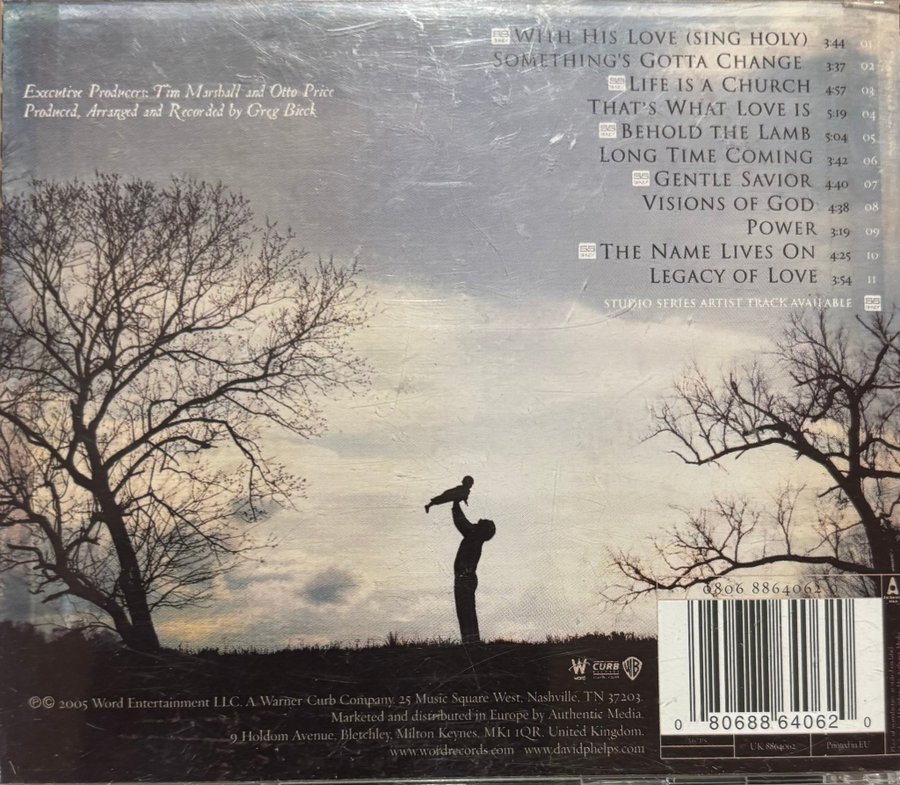 WITH HIS LOVE (SING HOLY) 3:44 01
SOMETHING'S GOTTA CHANGE 3:37 02
LIFE IS A CHURCH 4:57 03
THAT'S WHAT LOVE IS 5:19 04
BEHOLD THE LAMB 5:04 05
LONG TIME COMING 3:42 06
GENTLE SAVIOR 4:40 07
VISIONS OF GOD 4:38 08
POWER 3:19 09
THE NAME LIVES ON 4:25 10
LEGACY OF LOVE 3:54 11
STUDIO SERIES ARTIST TRACK AVAILABLE
Executive Producers: Tim Marshall and Otto Price
Produced, Arranged and Recorded by Greg Bieck
0806 8864062 0
WORD CURB WB
℗© 2005 Word Entertainment LLC. A Warner Curb Company. 25 Music Square West, Nashville, TN 37203.
Marketed and distributed in Europe by Authentic Media.
9 Holdom Avenue, Bletchley, Milton Keynes, MK1 1QR. United Kingdom.
www.wordrecords.com www.davidphelps.com
0 80688 64062 0
UK 8864062
Printed in EU